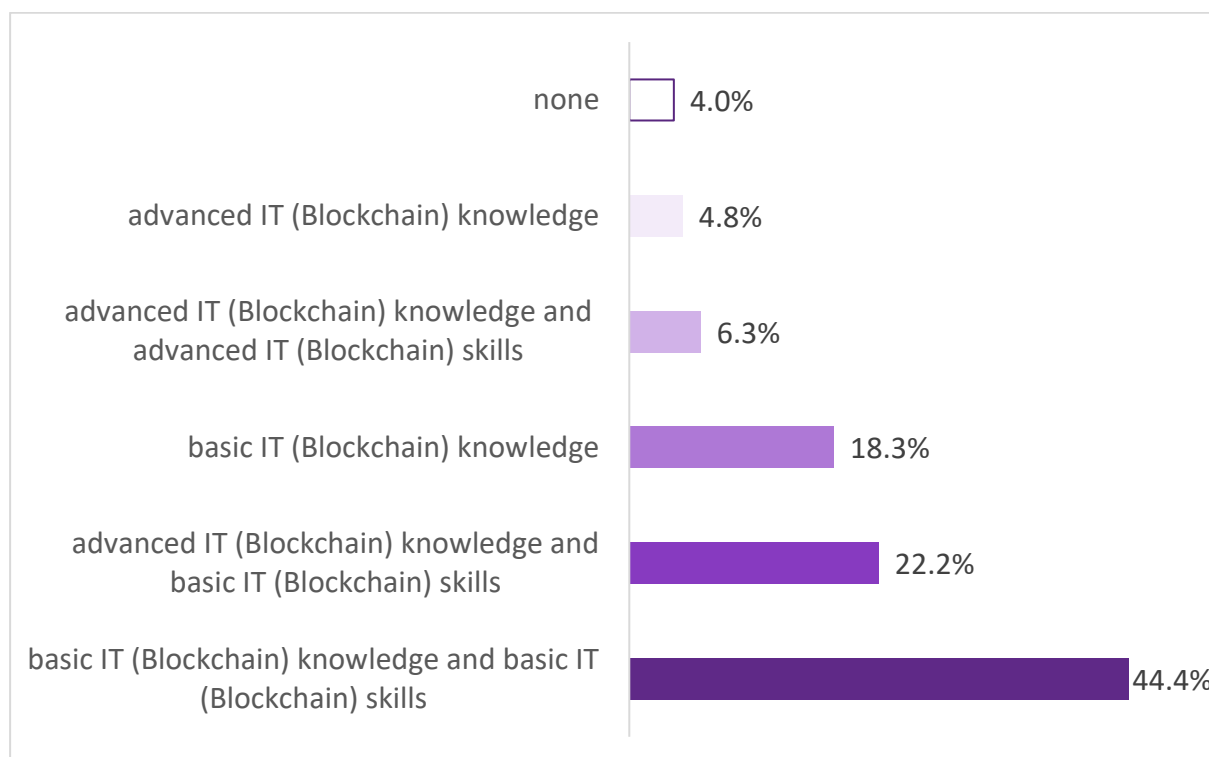 none
4.0%
advanced IT (Blockchain) knowledge
4.8%
advanced IT (Blockchain) knowledge and
advanced IT (Blockchain) skills
6.3%
basic IT (Blockchain) knowledge
18.3%
advanced IT (Blockchain) knowledge and
basic IT (Blockchain) skills
22.2%
basic IT (Blockchain) knowledge and basic IT
(Blockchain) skills
44.4%